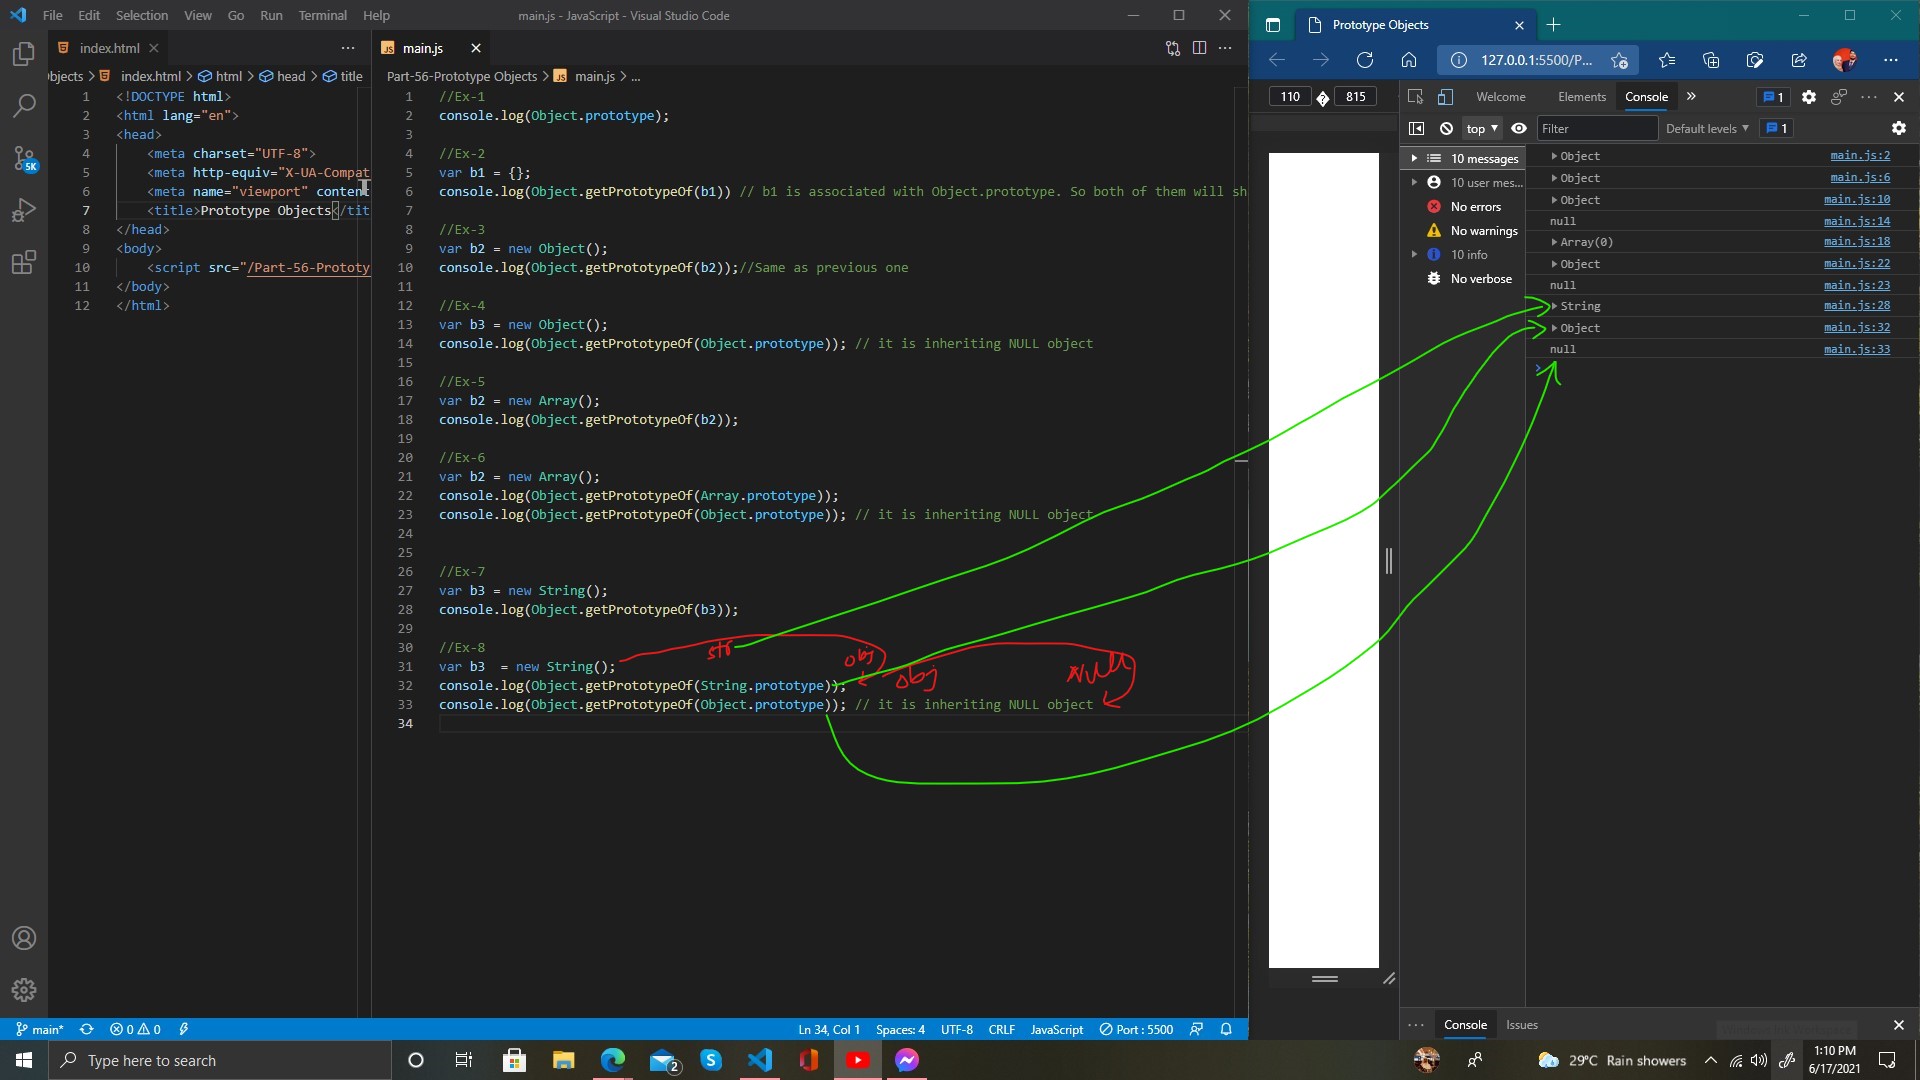 File Edit Selection View Go Run Terminal Help
main.js - JavaScript - Visual Studio Code
index.html
bjects > index.html > html > head > title
1 <!DOCTYPE html>
2 <html lang="en">
3 <head>
4 <meta charset="UTF-8">
5 <meta http-equiv="X-UA-Compat
6 <meta name="viewport" content
7 <title>Prototype Objects</tit
8 </head>
9 <body>
10 <script src="/Part-56-Prototy
11 </body>
12 </html>
JS main.js
Part-56-Prototype Objects > JS main.js > ...
1 //Ex-1
2 console.log(Object.prototype);
3
4 //Ex-2
5 var b1 = {};
6 console.log(Object.getPrototypeOf(b1)) // b1 is associated with Object.prototype. So both of them will sh
7
8 //Ex-3
9 var b2 = new Object();
10 console.log(Object.getPrototypeOf(b2));//Same as previous one
11
12 //Ex-4
13 var b3 = new Object();
14 console.log(Object.getPrototypeOf(Object.prototype)); // it is inheriting NULL object
15
16 //Ex-5
17 var b2 = new Array();
18 console.log(Object.getPrototypeOf(b2));
19
20 //Ex-6
21 var b2 = new Array();
22 console.log(Object.getPrototypeOf(Array.prototype));
23 console.log(Object.getPrototypeOf(Object.prototype)); // it is inheriting NULL object
24
25
26 //Ex-7
27 var b3 = new String();
28 console.log(Object.getPrototypeOf(b3));
29
30 //Ex-8
31 var b3 = new String();
32 console.log(Object.getPrototypeOf(String.prototype));
33 console.log(Object.getPrototypeOf(Object.prototype)); // it is inheriting NULL object
34
str
obj
obj
Null
5K
main*
0 0
Ln 34, Col 1
Spaces: 4
UTF-8
CRLF
JavaScript
Port : 5500
Prototype Objects
127.0.0.1:5500/P...
110 815
Welcome Elements Console
1
top
Filter
Default levels
1
10 messages
10 user mes...
No errors
No warnings
10 info
No verbose
Object main.js:2
Object main.js:6
Object main.js:10
null main.js:14
Array(0) main.js:18
Object main.js:22
null main.js:23
String main.js:28
Object main.js:32
null main.js:33
Console Issues
Type here to search
2
29°C Rain showers
1:10 PM
6/17/2021